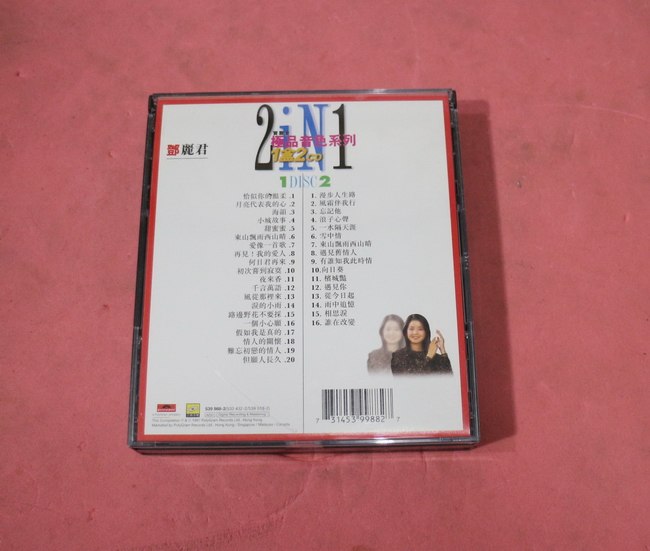 2iN1
極品音色系列
1盒2CD
鄧麗君
1 DISC 2
恰似你的溫柔 .1
月亮代表我的心 .2
海韻 .3
小城故事 .4
甜蜜蜜 .5
東山飄雨西山晴 .6
愛像一首歌 .7
再見!我的愛人 .8
何日君再來 .9
初次嘗到寂寞 .10
夜來香 .11
千言萬語 .12
風從那裡來 .13
淚的小雨 .14
路邊野花不要採 .15
一個小心願 .16
假如我是真的 .17
情人的關懷 .18
難忘初戀的情人 .19
但願人長久 .20
1. 漫步人生路
2. 風霜伴我行
3. 忘記他
4. 浪子心聲
5. 一水隔天涯
6. 雪中情
7. 東山飄雨西山晴
8. 遇見舊情人
9. 有誰知我此時情
10. 向日葵
11. 檳城艷
12. 遇見你
13. 從今日起
14. 雨中追憶
15. 相思淚
16. 誰在改變
7 31453 99882 7